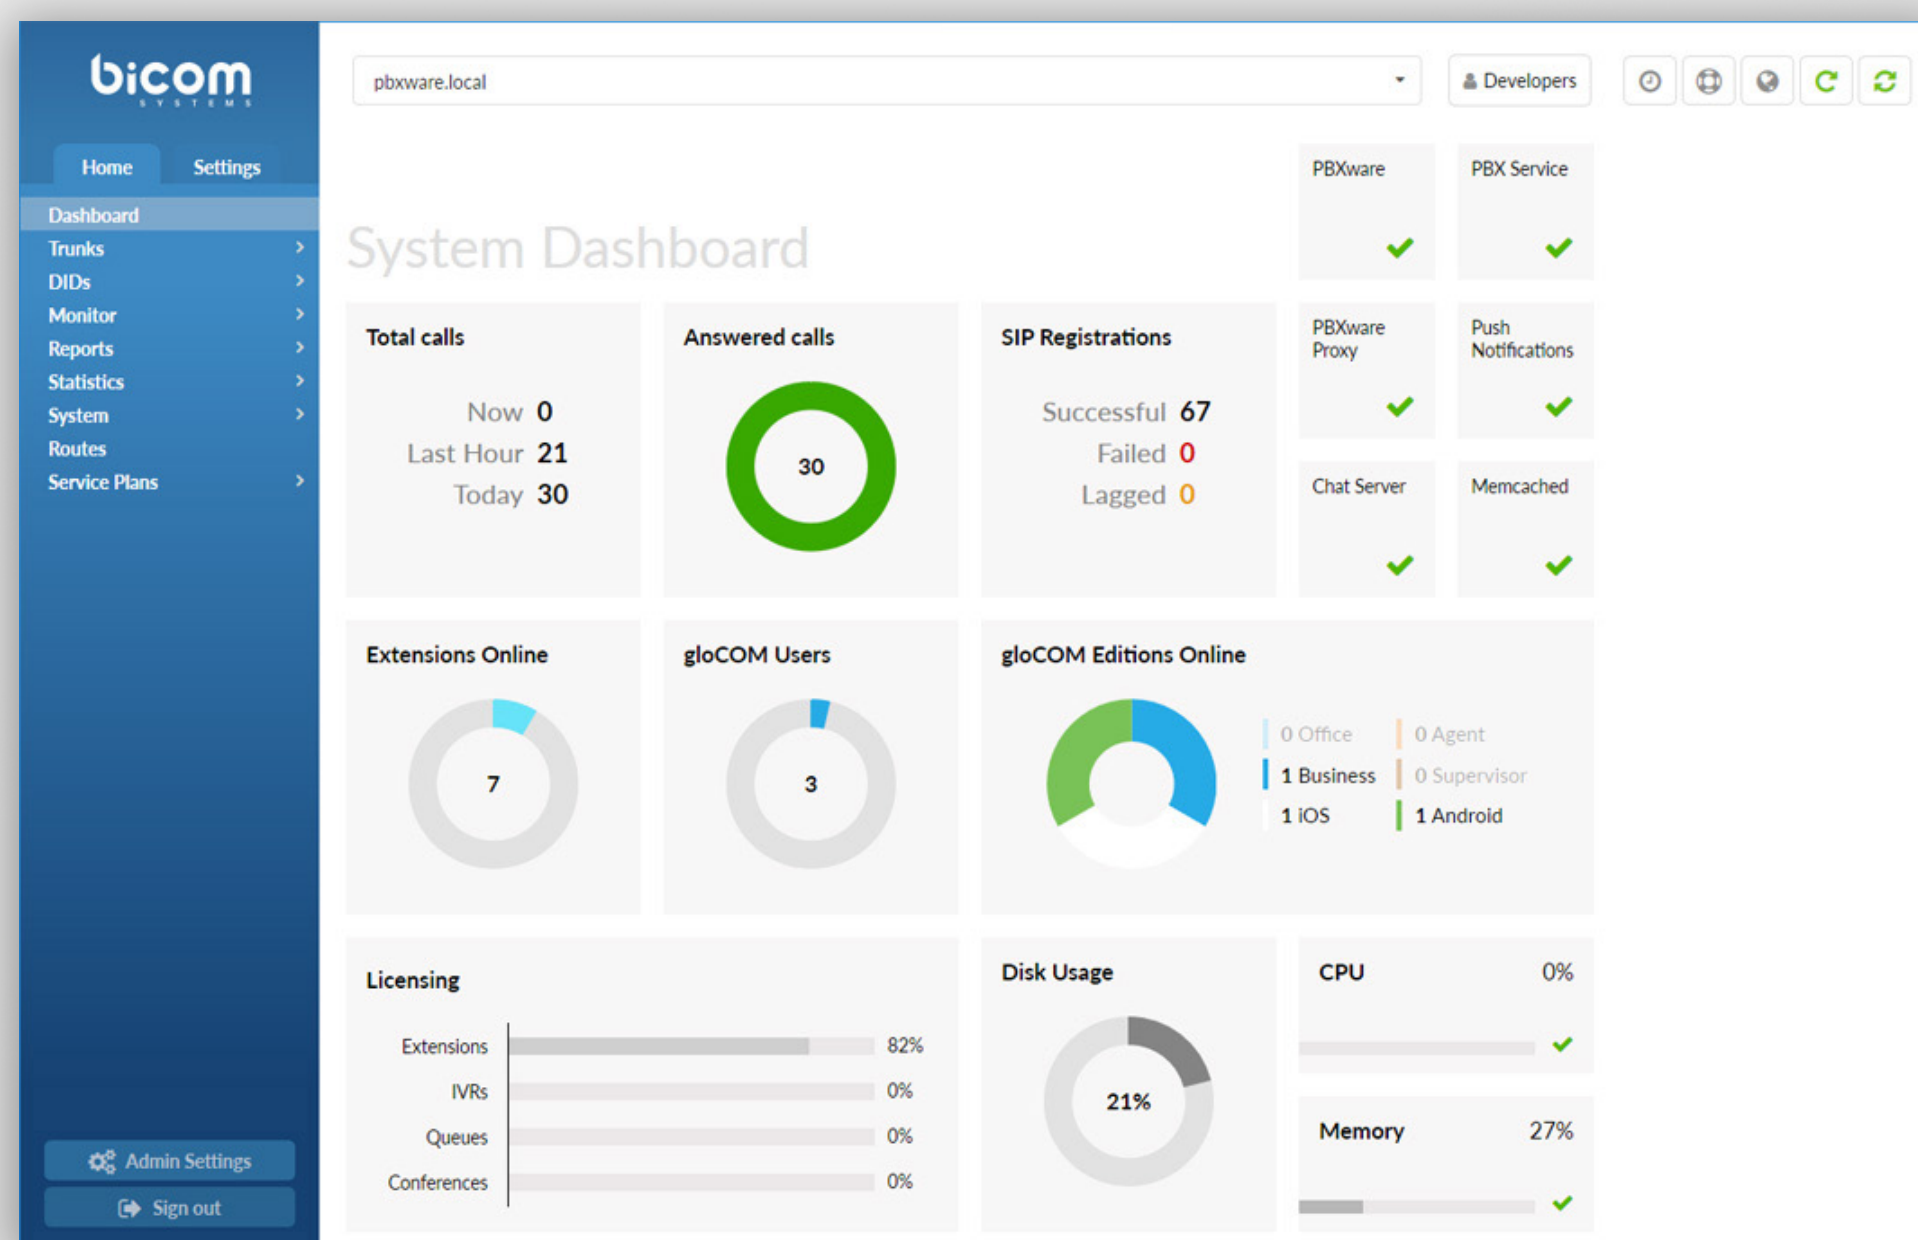 bicom
SYSTEMS
Home
Settings
Dashboard
Trunks
DIDs
Monitor
Reports
Statistics
System
Routes
Service Plans
Admin Settings
Sign out
pbxware.local
Developers
System Dashboard
PBXware
PBX Service
Total calls
Now 0
Last Hour 21
Today 30
Answered calls
30
SIP Registrations
Successful 67
Failed 0
Lagged 0
PBXware
Proxy
Push
Notifications
Chat Server
Memcached
Extensions Online
7
gloCOM Users
3
gloCOM Editions Online
0 Office
0 Agent
1 Business
0 Supervisor
1 iOS
1 Android
Licensing
Extensions 82%
IVRs 0%
Queues 0%
Conferences 0%
Disk Usage
21%
CPU 0%
Memory 27%